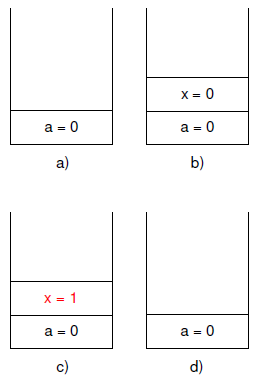 x = 0
a = 0
a = 0
a)
b)
x = 1
a = 0
a = 0
c)
d)